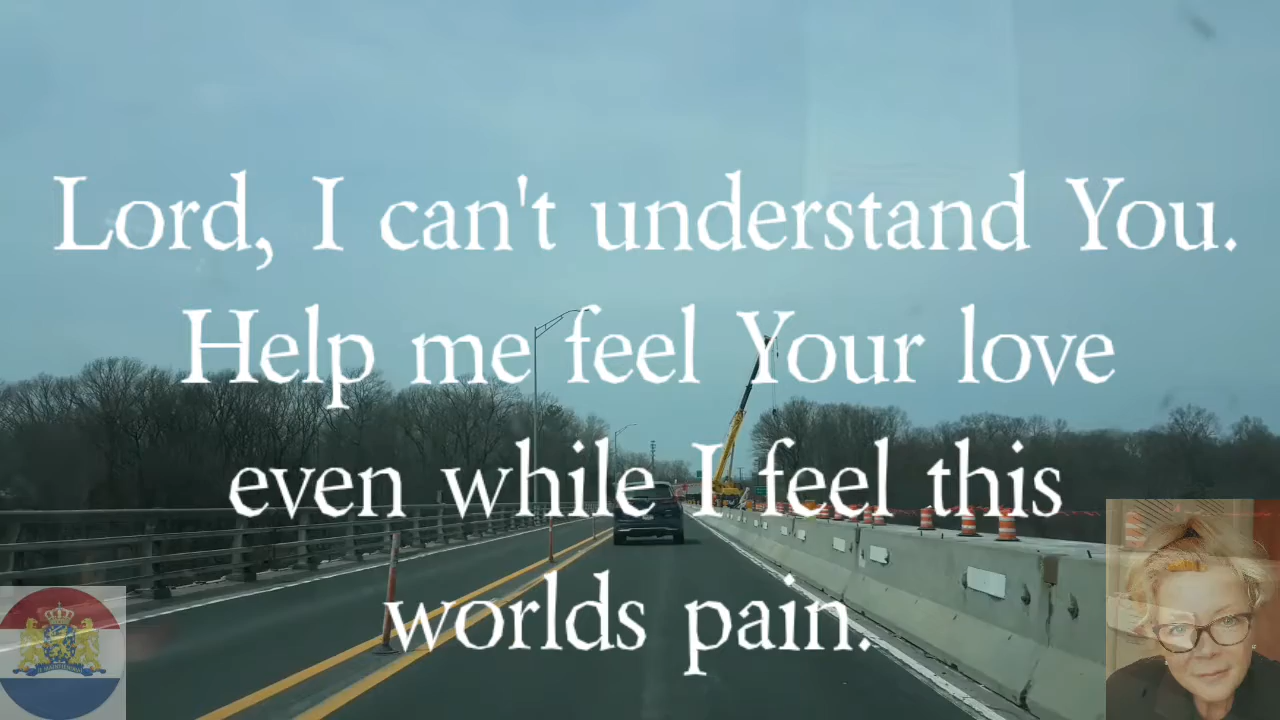 Lord, I can't understand You.
Help me feel Your love
even while I feel this
worlds pain.